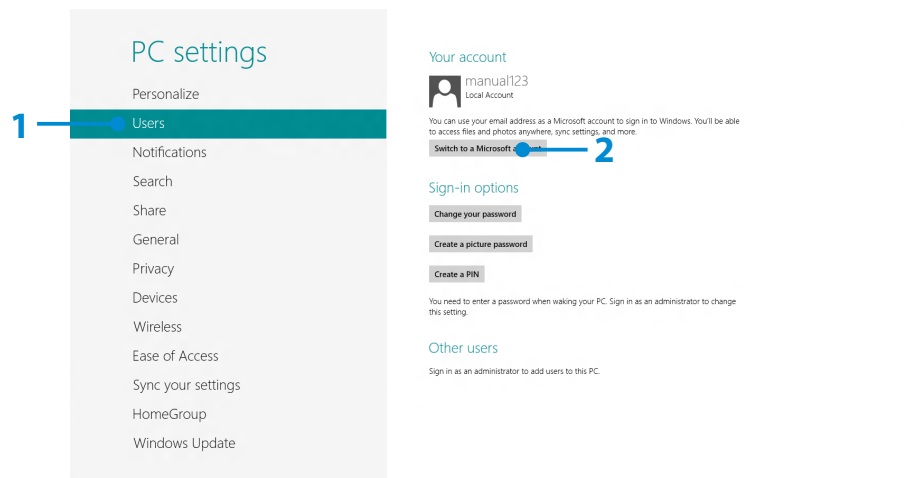 PC settings
Personalize
1
Users
Notifications
Search
Share
General
Privacy
Devices
Wireless
Ease of Access
Sync your settings
HomeGroup
Windows Update
Your account
manual123
Local Account
You can use your email address as a Microsoft account to sign in to Windows. You'll be able
to access files and photos anywhere, sync settings, and more.
Switch to a Microsoft account
2
Sign-in options
Change your password
Create a picture password
Create a PIN
You need to enter a password when waking your PC. Sign in as an administrator to change
this setting.
Other users
Sign in as an administrator to add users to this PC.